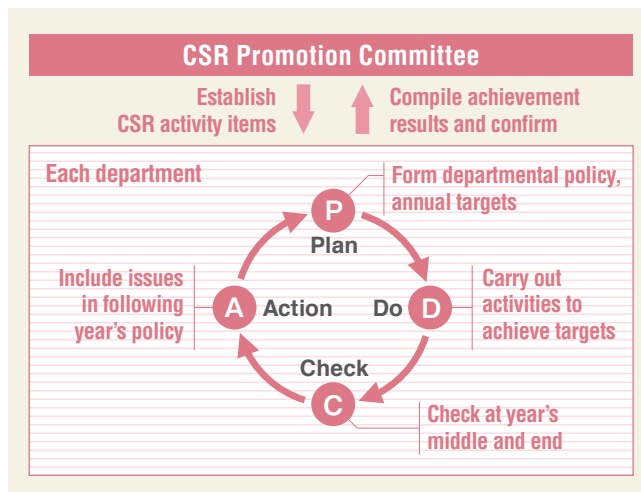 CSR Promotion Committee
Establish
CSR activity items
Compile achievement
results and confirm
Each department
P
Plan
Form departmental policy,
annual targets
Include issues
in following
year's policy
A
Action
Do
D
Carry out
activities to
achieve targets
Check
C
Check at year's
middle and end